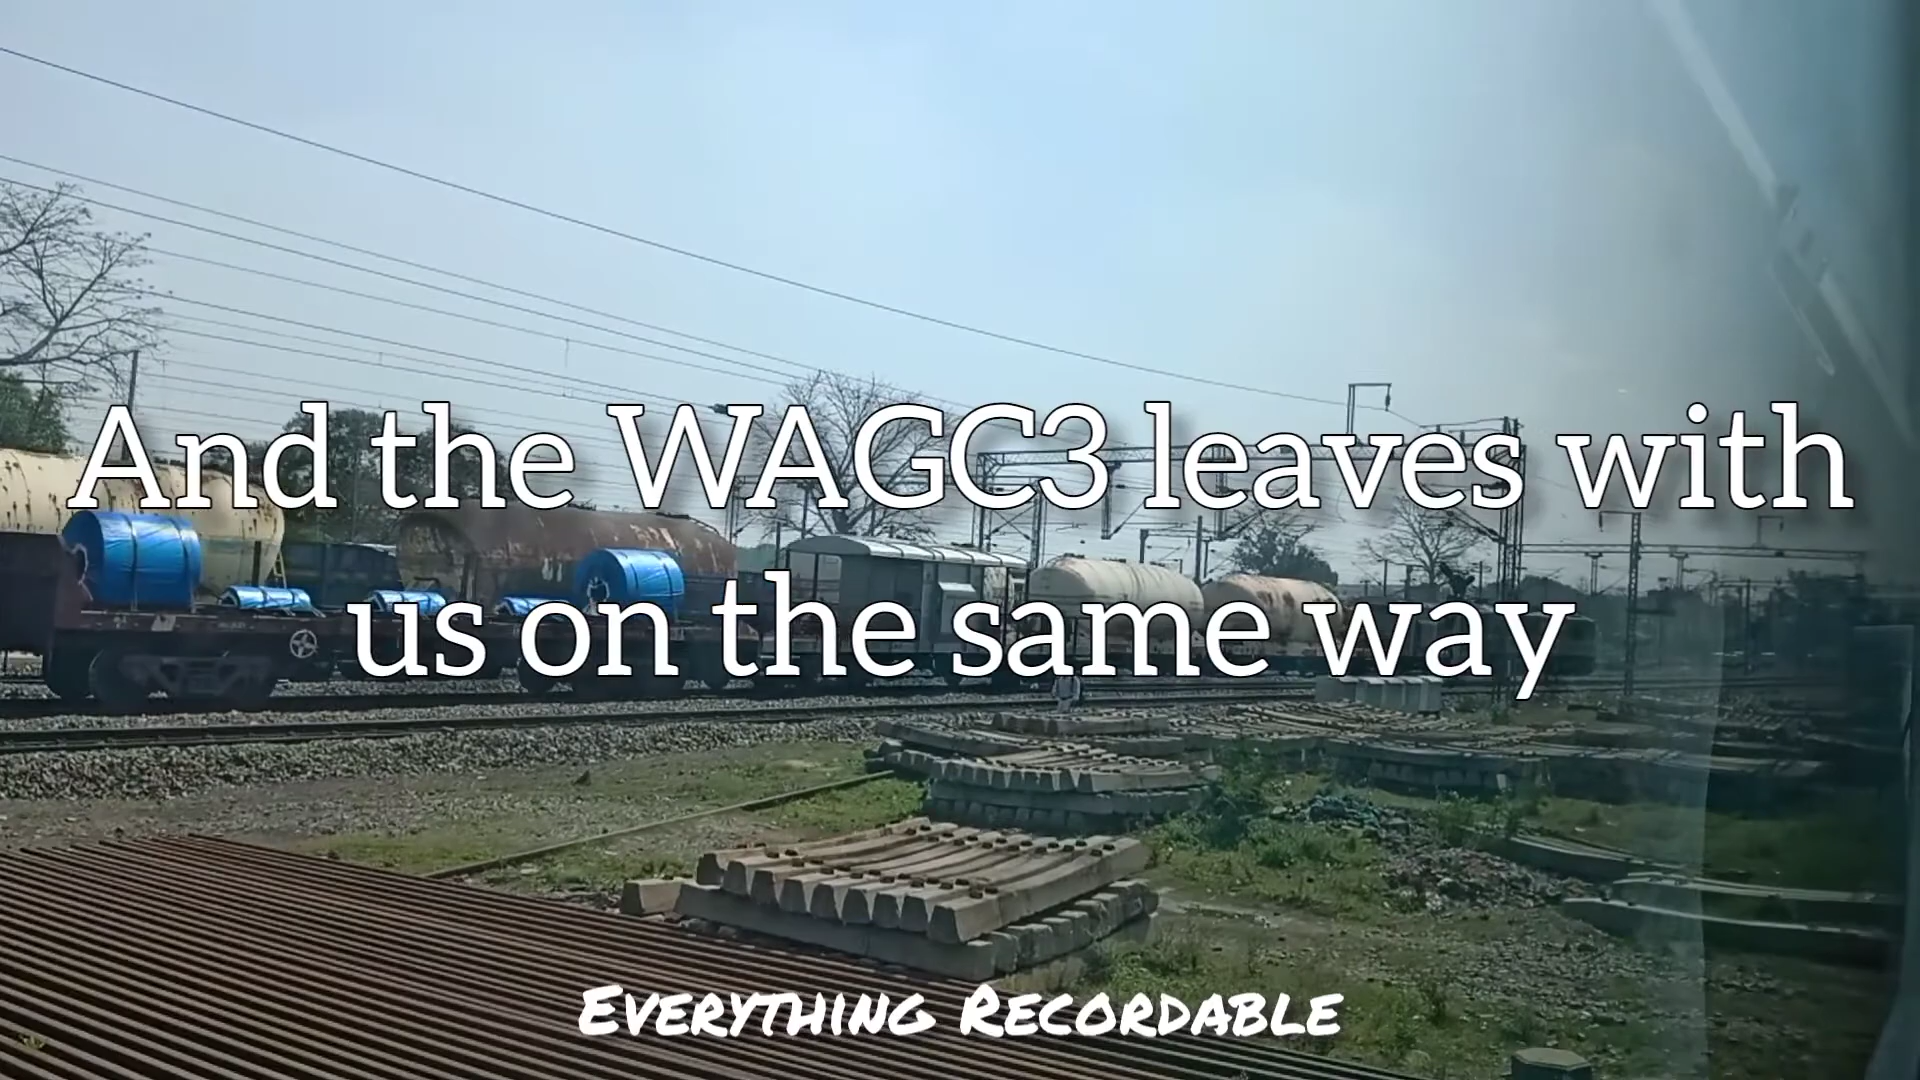 And the WAGC3 leaves with
us on the same way
Everything Recordable